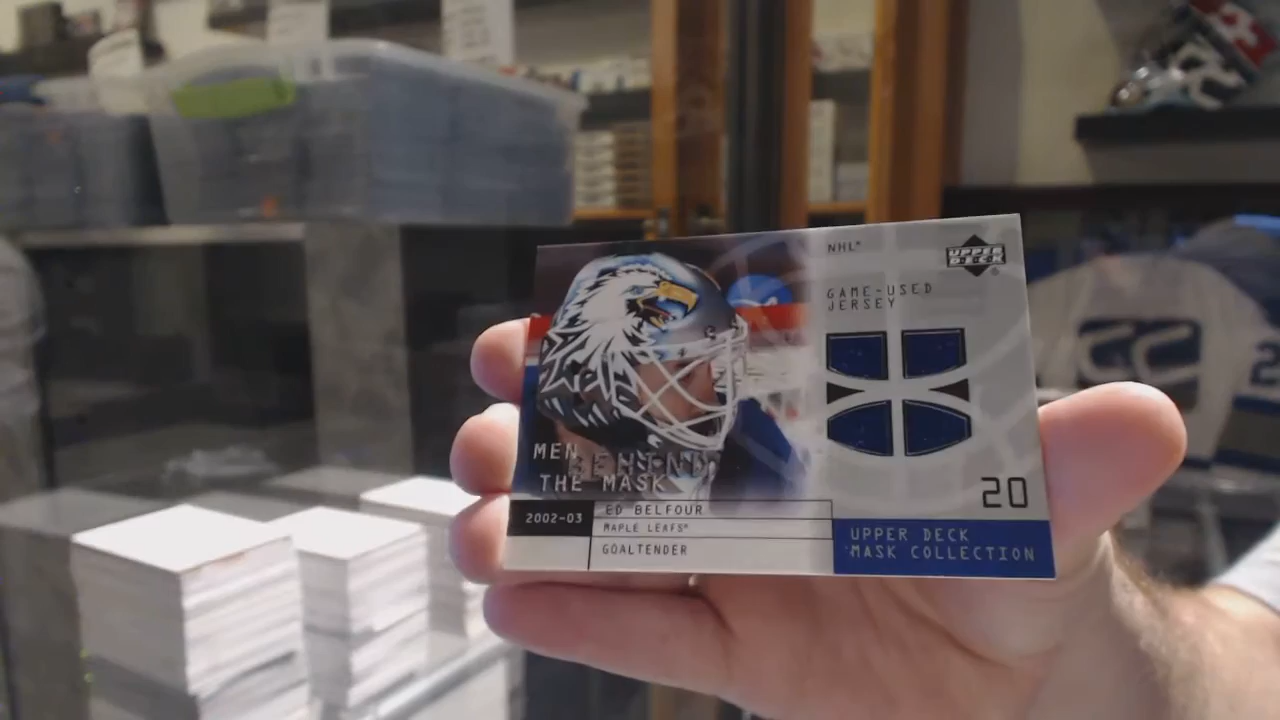 NHL®
UPPER DECK®
GAME-USED
JERSEY
MEN
BEHIND
THE MASK
20
2002-03
ED BELFOUR
MAPLE LEAFS®
GOALTENDER
UPPER DECK
MASK COLLECTION